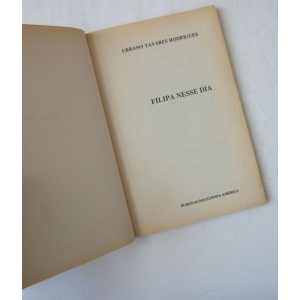 URBANO TAVARES RODRIGUES
FILIPA NESSE DIA
PUBLICAÇÕES EUROPA-AMÉRICA